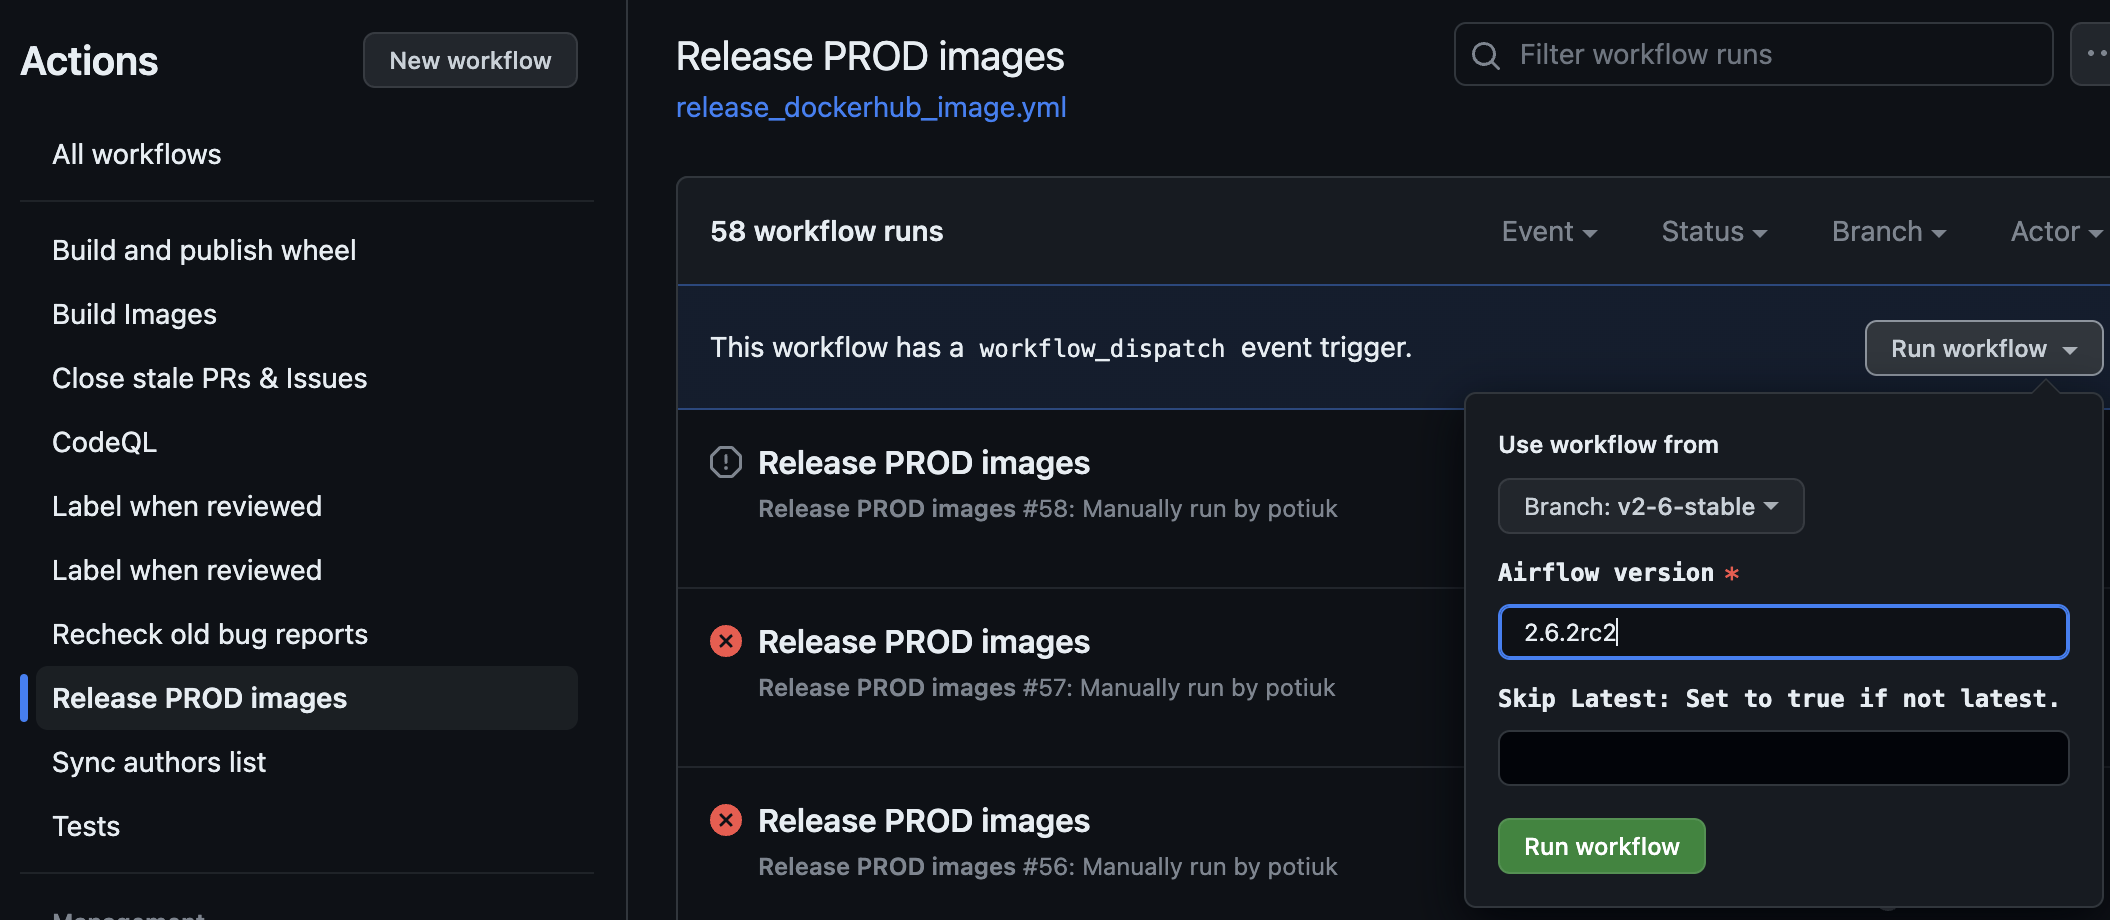 Actions
New workflow
All workflows
Build and publish wheel
Build Images
Close stale PRs & Issues
CodeQL
Label when reviewed
Label when reviewed
Recheck old bug reports
Release PROD images
Sync authors list
Tests
Management
Release PROD images
release_dockerhub_image.yml
Filter workflow runs
58 workflow runs
Event
Status
Branch
Actor
This workflow has a workflow_dispatch event trigger.
Run workflow
Release PROD images
Release PROD images #58: Manually run by potiuk
Release PROD images
Release PROD images #57: Manually run by potiuk
Release PROD images
Release PROD images #56: Manually run by potiuk
Use workflow from
Branch: v2-6-stable
Airflow version *
2.6.2rc2
Skip Latest: Set to true if not latest.
Run workflow